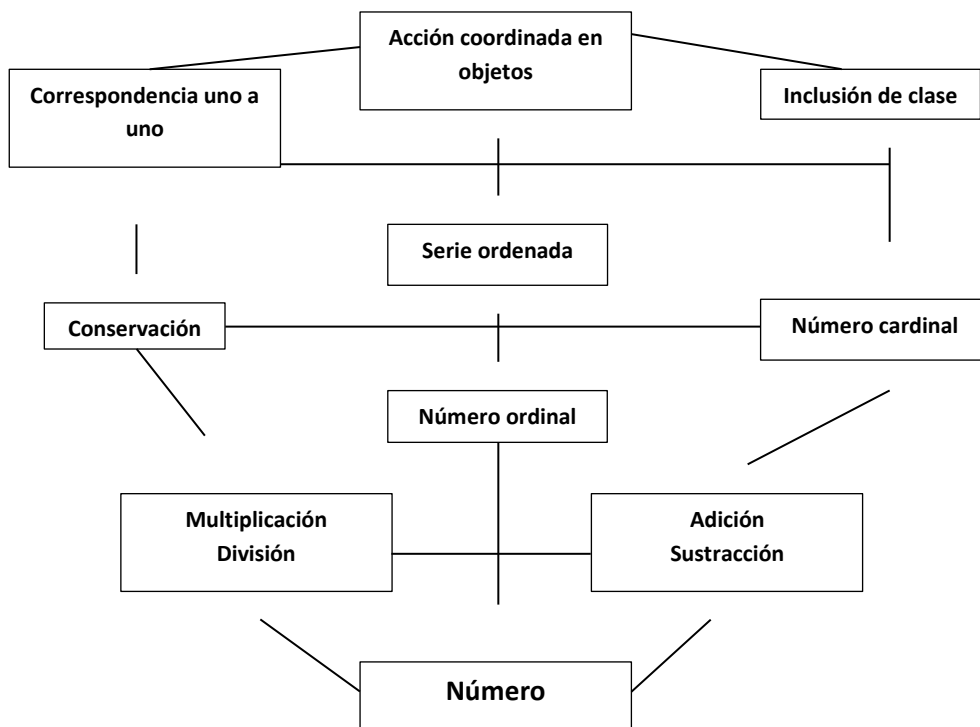 Acción coordinada en
objetos
Correspondencia uno a
uno
Inclusión de clase
Serie ordenada
Conservación
Número cardinal
Número ordinal
Multiplicación
División
Adición
Sustracción
Número